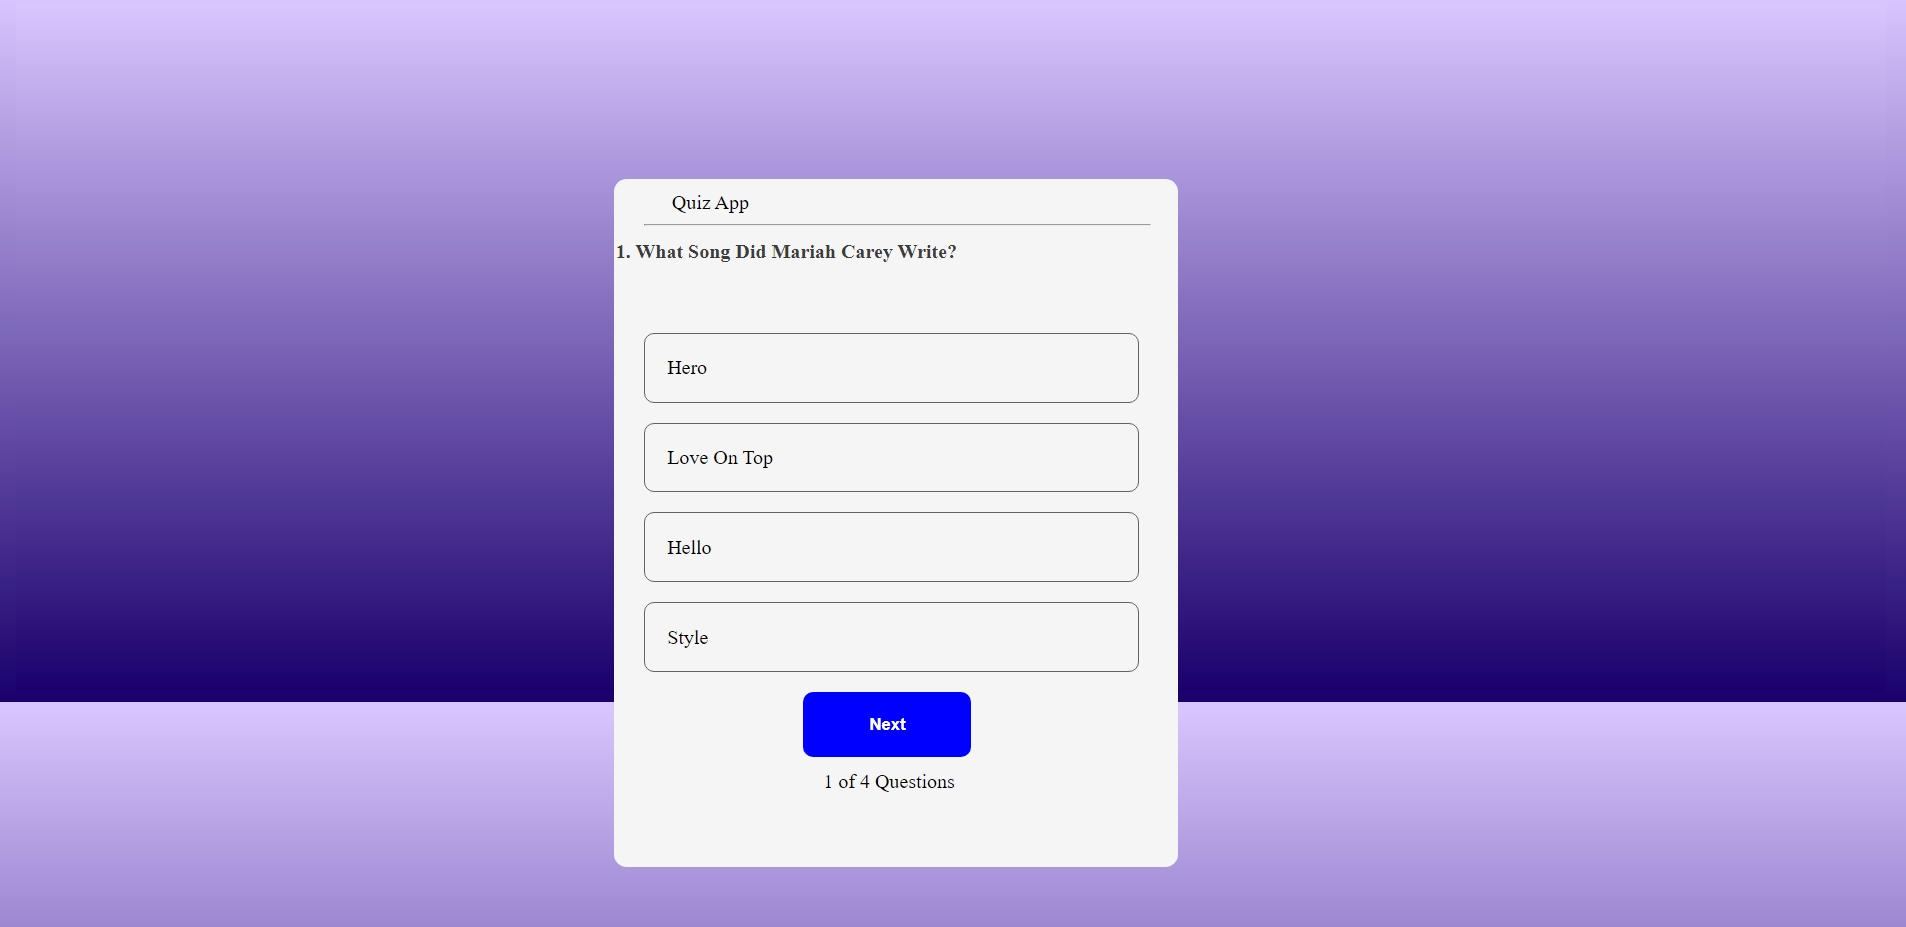 Quiz App
1. What Song Did Mariah Carey Write?
Hero
Love On Top
Hello
Style
Next
1 of 4 Questions